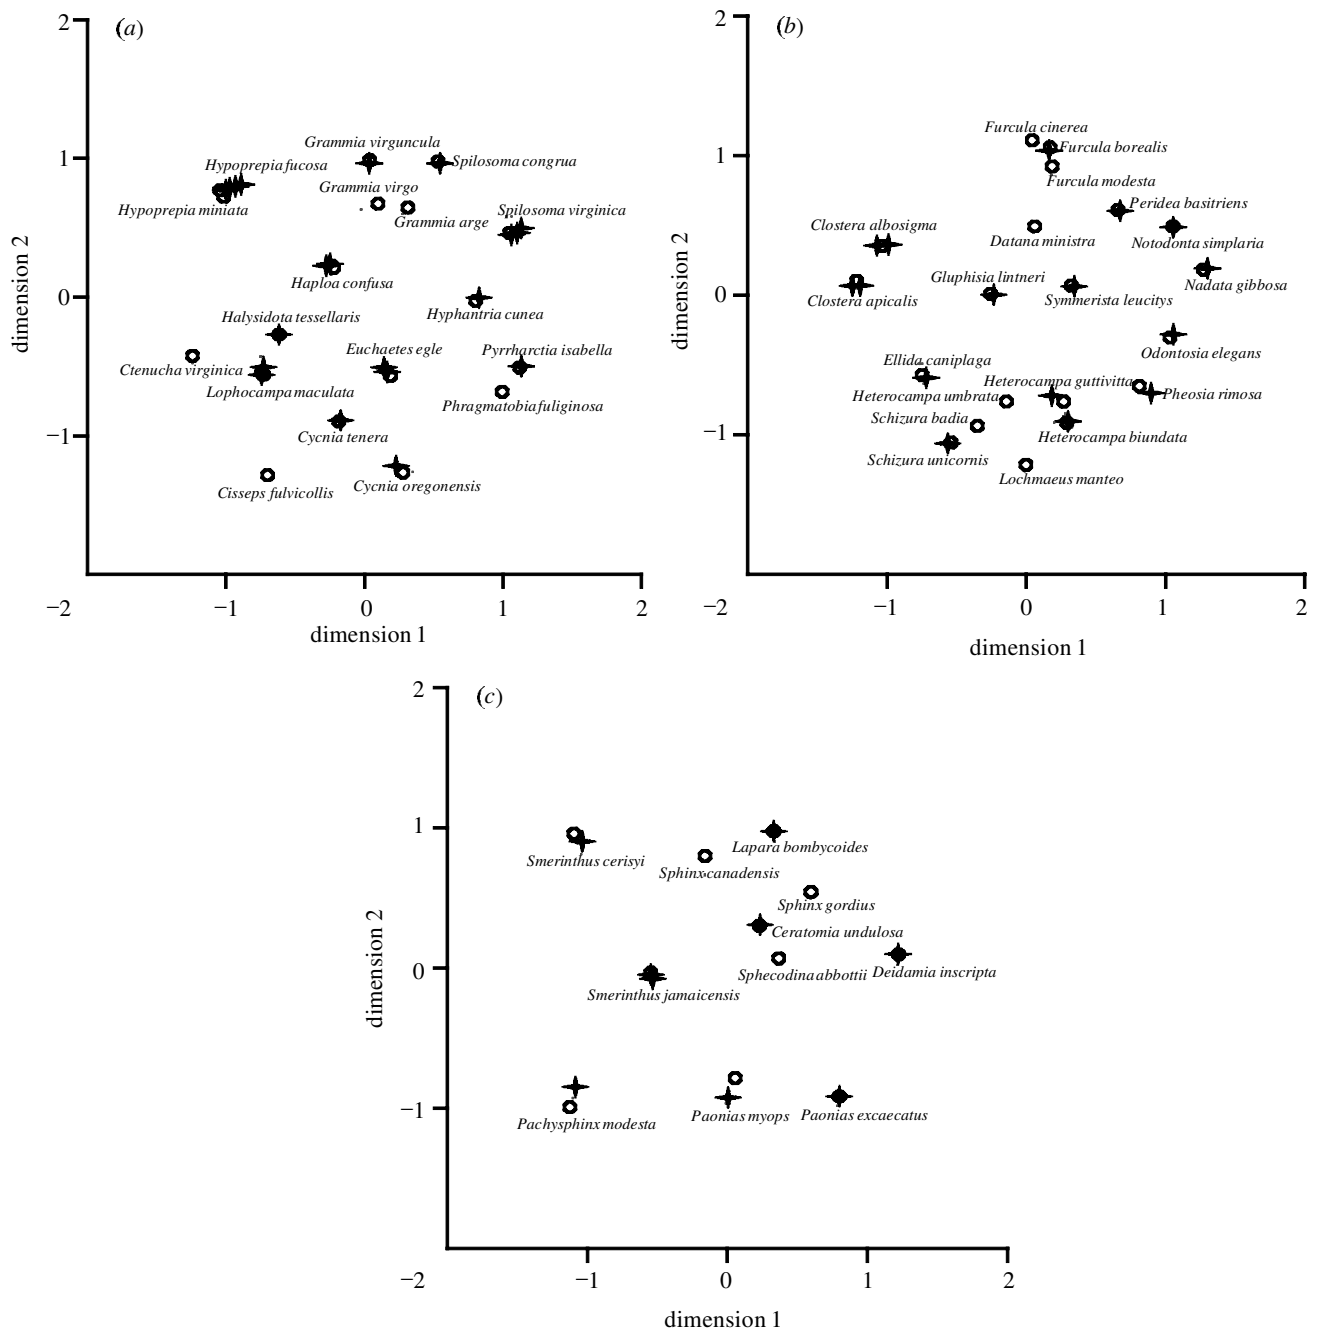 (a)
2
1
0
−1
−2
−1
0
1
2
dimension 1
dimension 2
Grammia virguncula
Hypoprepia fucosa
Spilosoma congrua
Grammia virgo
Hypoprepia miniata
Grammia arge
Spilosoma virginica
Haploa confusa
Hyphantria cunea
Halysidota tessellaris
Euchaetes egle
Pyrrharctia isabella
Ctenucha virginica
Lophocampa maculata
Phragmatobia fuliginosa
Cycnia tenera
Cisseps fulvicollis
Cycnia oregonensis
(b)
2
1
0
−1
−2
−1
0
1
2
dimension 1
dimension 2
Furcula cinerea
Furcula borealis
Furcula modesta
Peridea basitriens
Clostera albosigma
Datana ministra
Notodonta simplaria
Gluphisia lintneri
Nadata gibbosa
Clostera apicalis
Symmerista leucitys
Odontosia elegans
Ellida caniplaga
Heterocampa guttivitta
Heterocampa umbrata
Pheosia rimosa
Schizura badia
Heterocampa biundata
Schizura unicornis
Lochmaeus manteo
(c)
2
1
0
−1
−2
−1
0
1
2
dimension 1
dimension 2
Lapara bombycoides
Smerinthus cerisyi
Sphinx canadensis
Sphinx gordius
Ceratomia undulosa
Sphecodina abbottii
Deidamia inscripta
Smerinthus jamaicensis
Pachysphinx modesta
Paonias myops
Paonias excaecatus